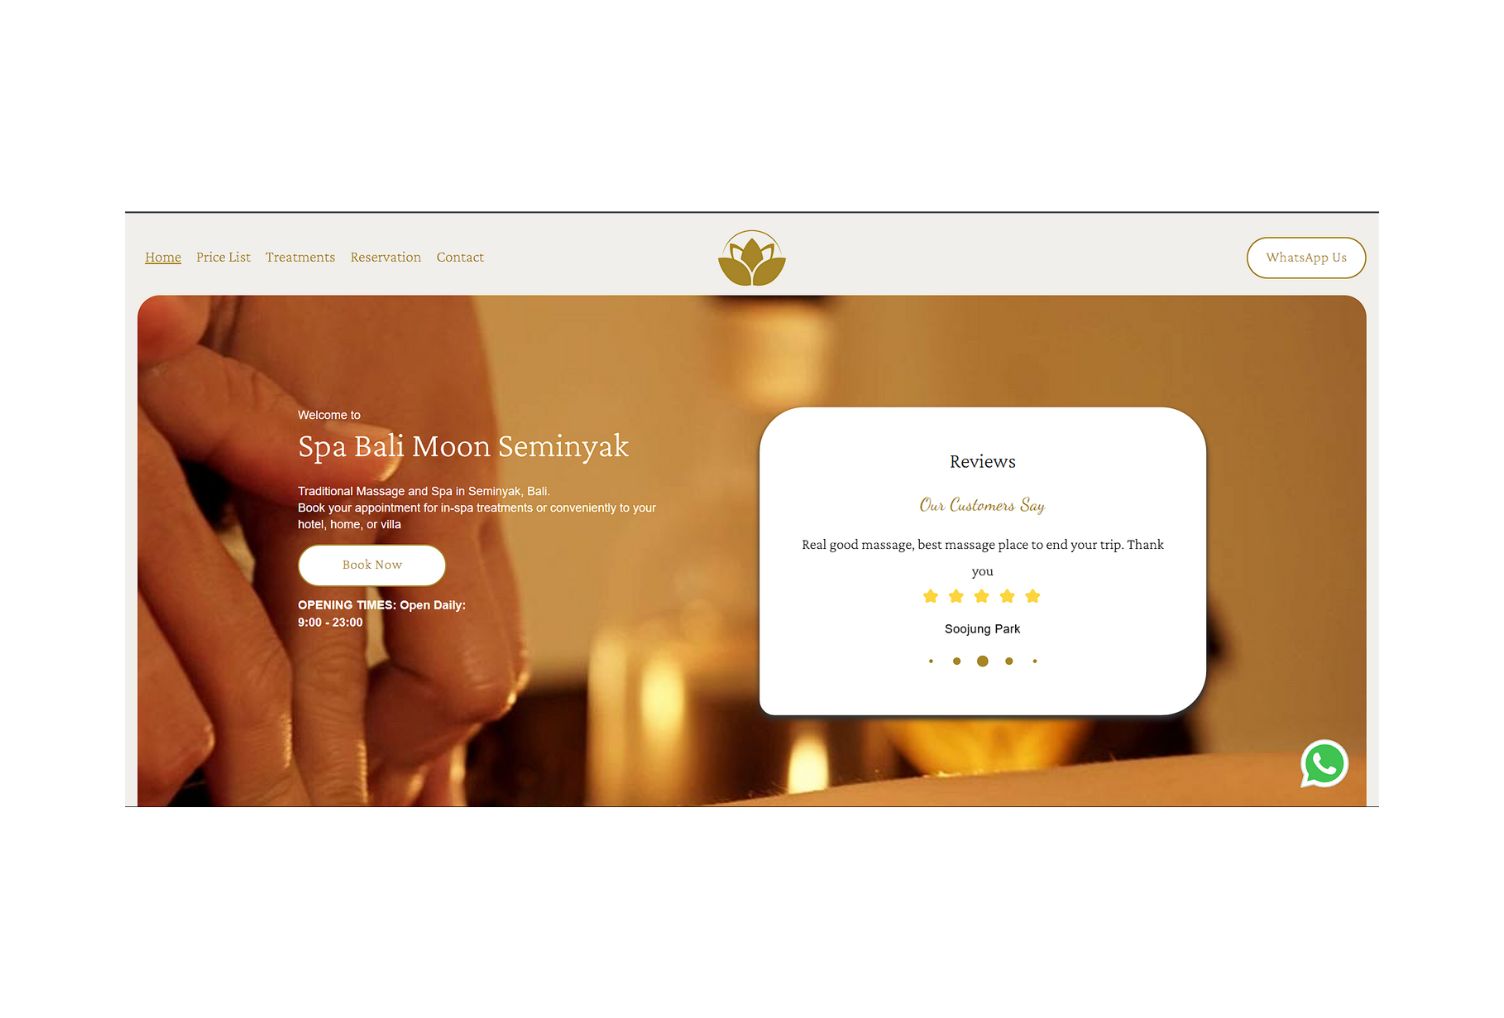 Home Price List Treatments Reservation Contact
WhatsApp Us
Welcome to
Spa Bali Moon Seminyak
Traditional Massage and Spa in Seminyak, Bali.
Book your appointment for in-spa treatments or conveniently to your
hotel, home, or villa
Book Now
OPENING TIMES: Open Daily:
9:00 - 23:00
Reviews
Our Customers Say
Real good massage, best massage place to end your trip. Thank
you
Soojung Park